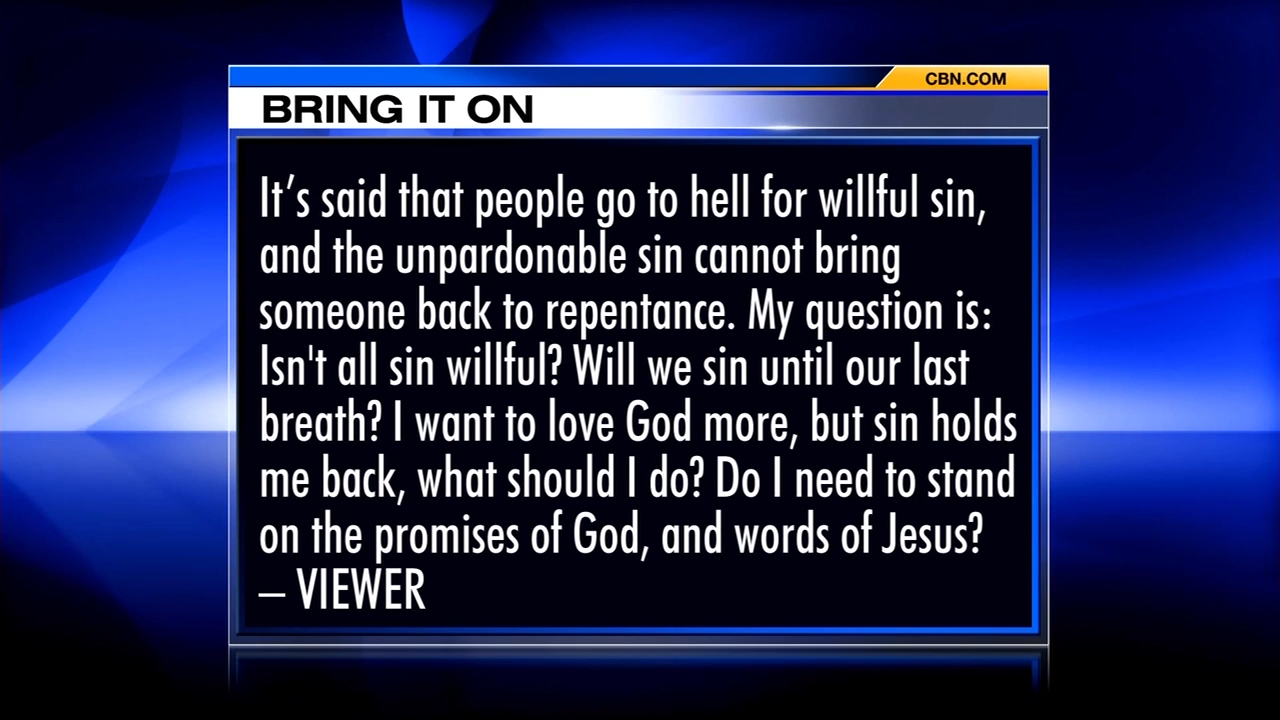 CBN.COM
BRING IT ON
It’s said that people go to hell for willful sin,
and the unpardonable sin cannot bring
someone back to repentance. My question is:
Isn't all sin willful? Will we sin until our last
breath? I want to love God more, but sin holds
me back, what should I do? Do I need to stand
on the promises of God, and words of Jesus?
– VIEWER